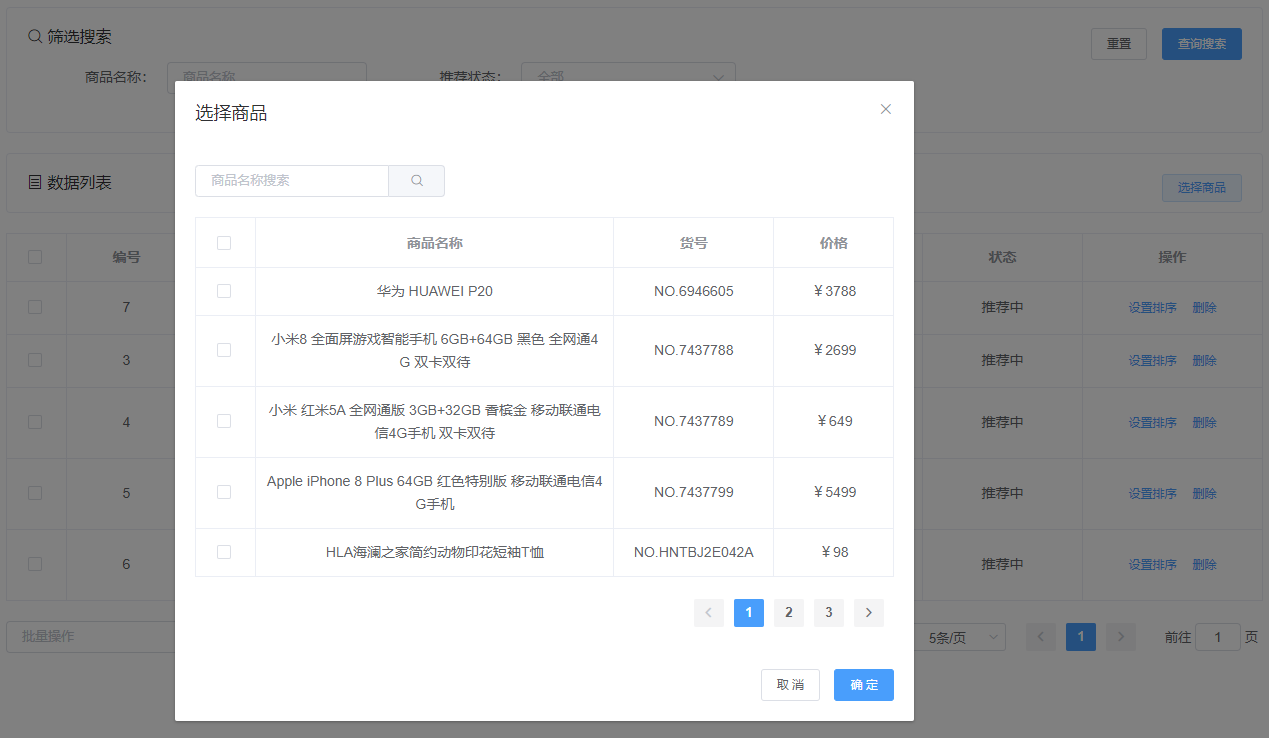 筛选搜索
重置
查询搜索
商品名称：
商品名称
推荐状态：
全部
选择商品
商品名称搜索
数据列表
选择商品
编号
状态
操作
商品名称
货号
价格
华为 HUAWEI P20
NO.6946605
￥3788
7
推荐中
设置排序
删除
小米8 全面屏游戏智能手机 6GB+64GB 黑色 全网通4
G 双卡双待
NO.7437788
￥2699
3
推荐中
设置排序
删除
小米 红米5A 全网通版 3GB+32GB 香槟金 移动联通电
信4G手机 双卡双待
NO.7437789
￥649
4
推荐中
设置排序
删除
Apple iPhone 8 Plus 64GB 红色特别版 移动联通电信4
G手机
NO.7437799
￥5499
5
推荐中
设置排序
删除
HLA海澜之家简约动物印花短袖T恤
NO.HNTBJ2E042A
￥98
6
推荐中
设置排序
删除
1
2
3
批量操作
5条/页
1
前往
1
页
取消
确定